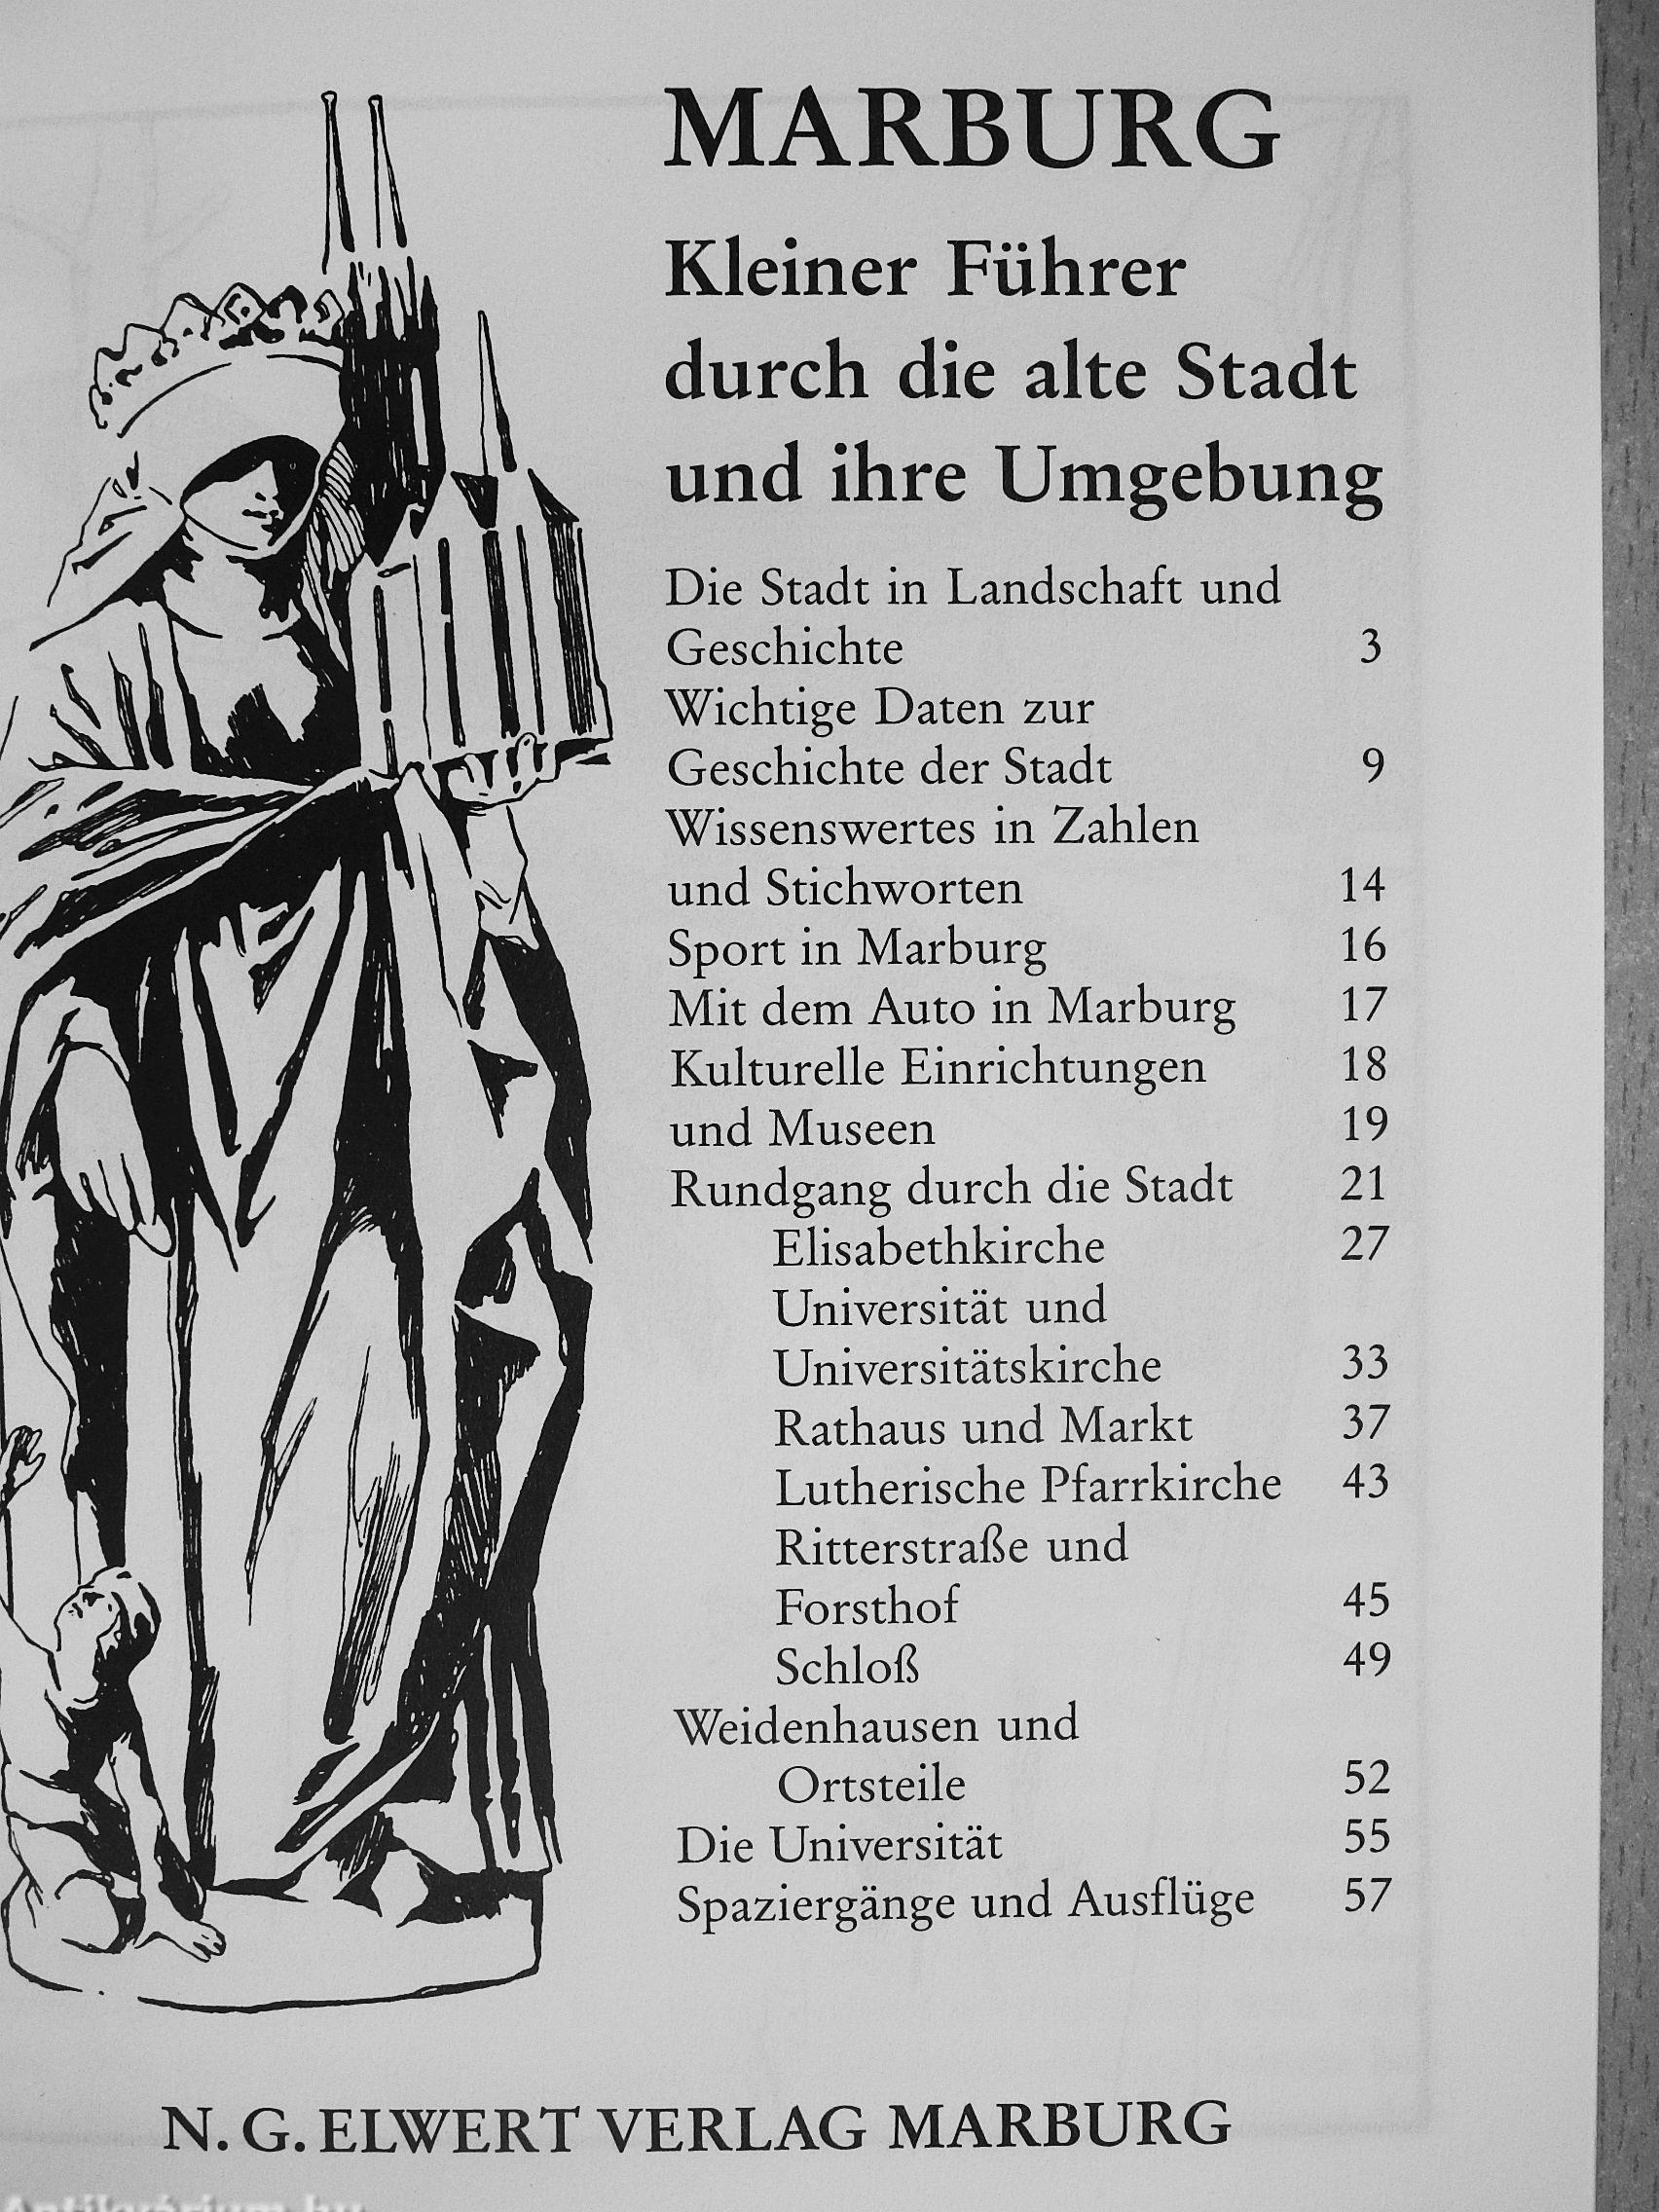 MARBURG
Kleiner Führer
durch die alte Stadt
und ihre Umgebung
Die Stadt in Landschaft und
Geschichte 3
Wichtige Daten zur
Geschichte der Stadt 9
Wissenswertes in Zahlen
und Stichworten 14
Sport in Marburg 16
Mit dem Auto in Marburg 17
Kulturelle Einrichtungen 18
und Museen 19
Rundgang durch die Stadt 21
Elisabethkirche 27
Universität und
Universitätskirche 33
Rathaus und Markt 37
Lutherische Pfarrkirche 43
Ritterstraße und
Forsthof 45
Schloß 49
Weidenhausen und
Ortsteile 52
Die Universität 55
Spaziergänge und Ausflüge 57
N. G. ELWERT VERLAG MARBURG